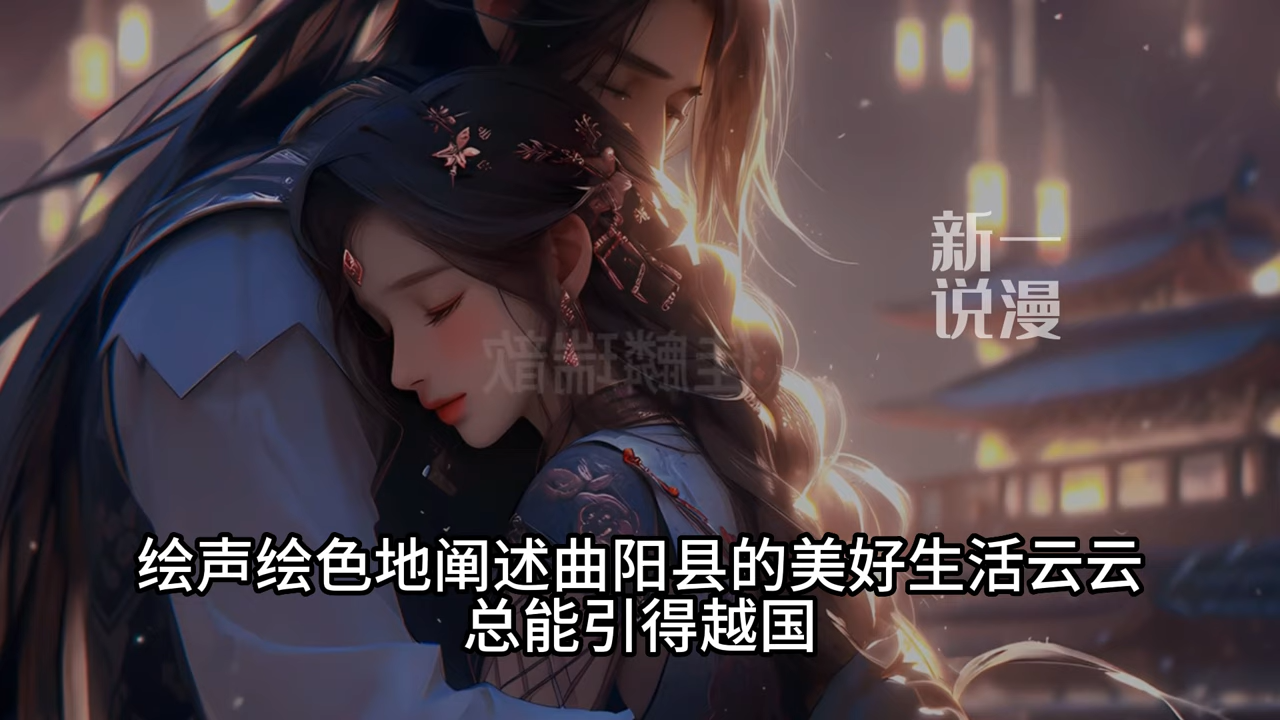 新一
说漫
绘声绘色地阐述曲阳县的美好生活云云
总能引得越国